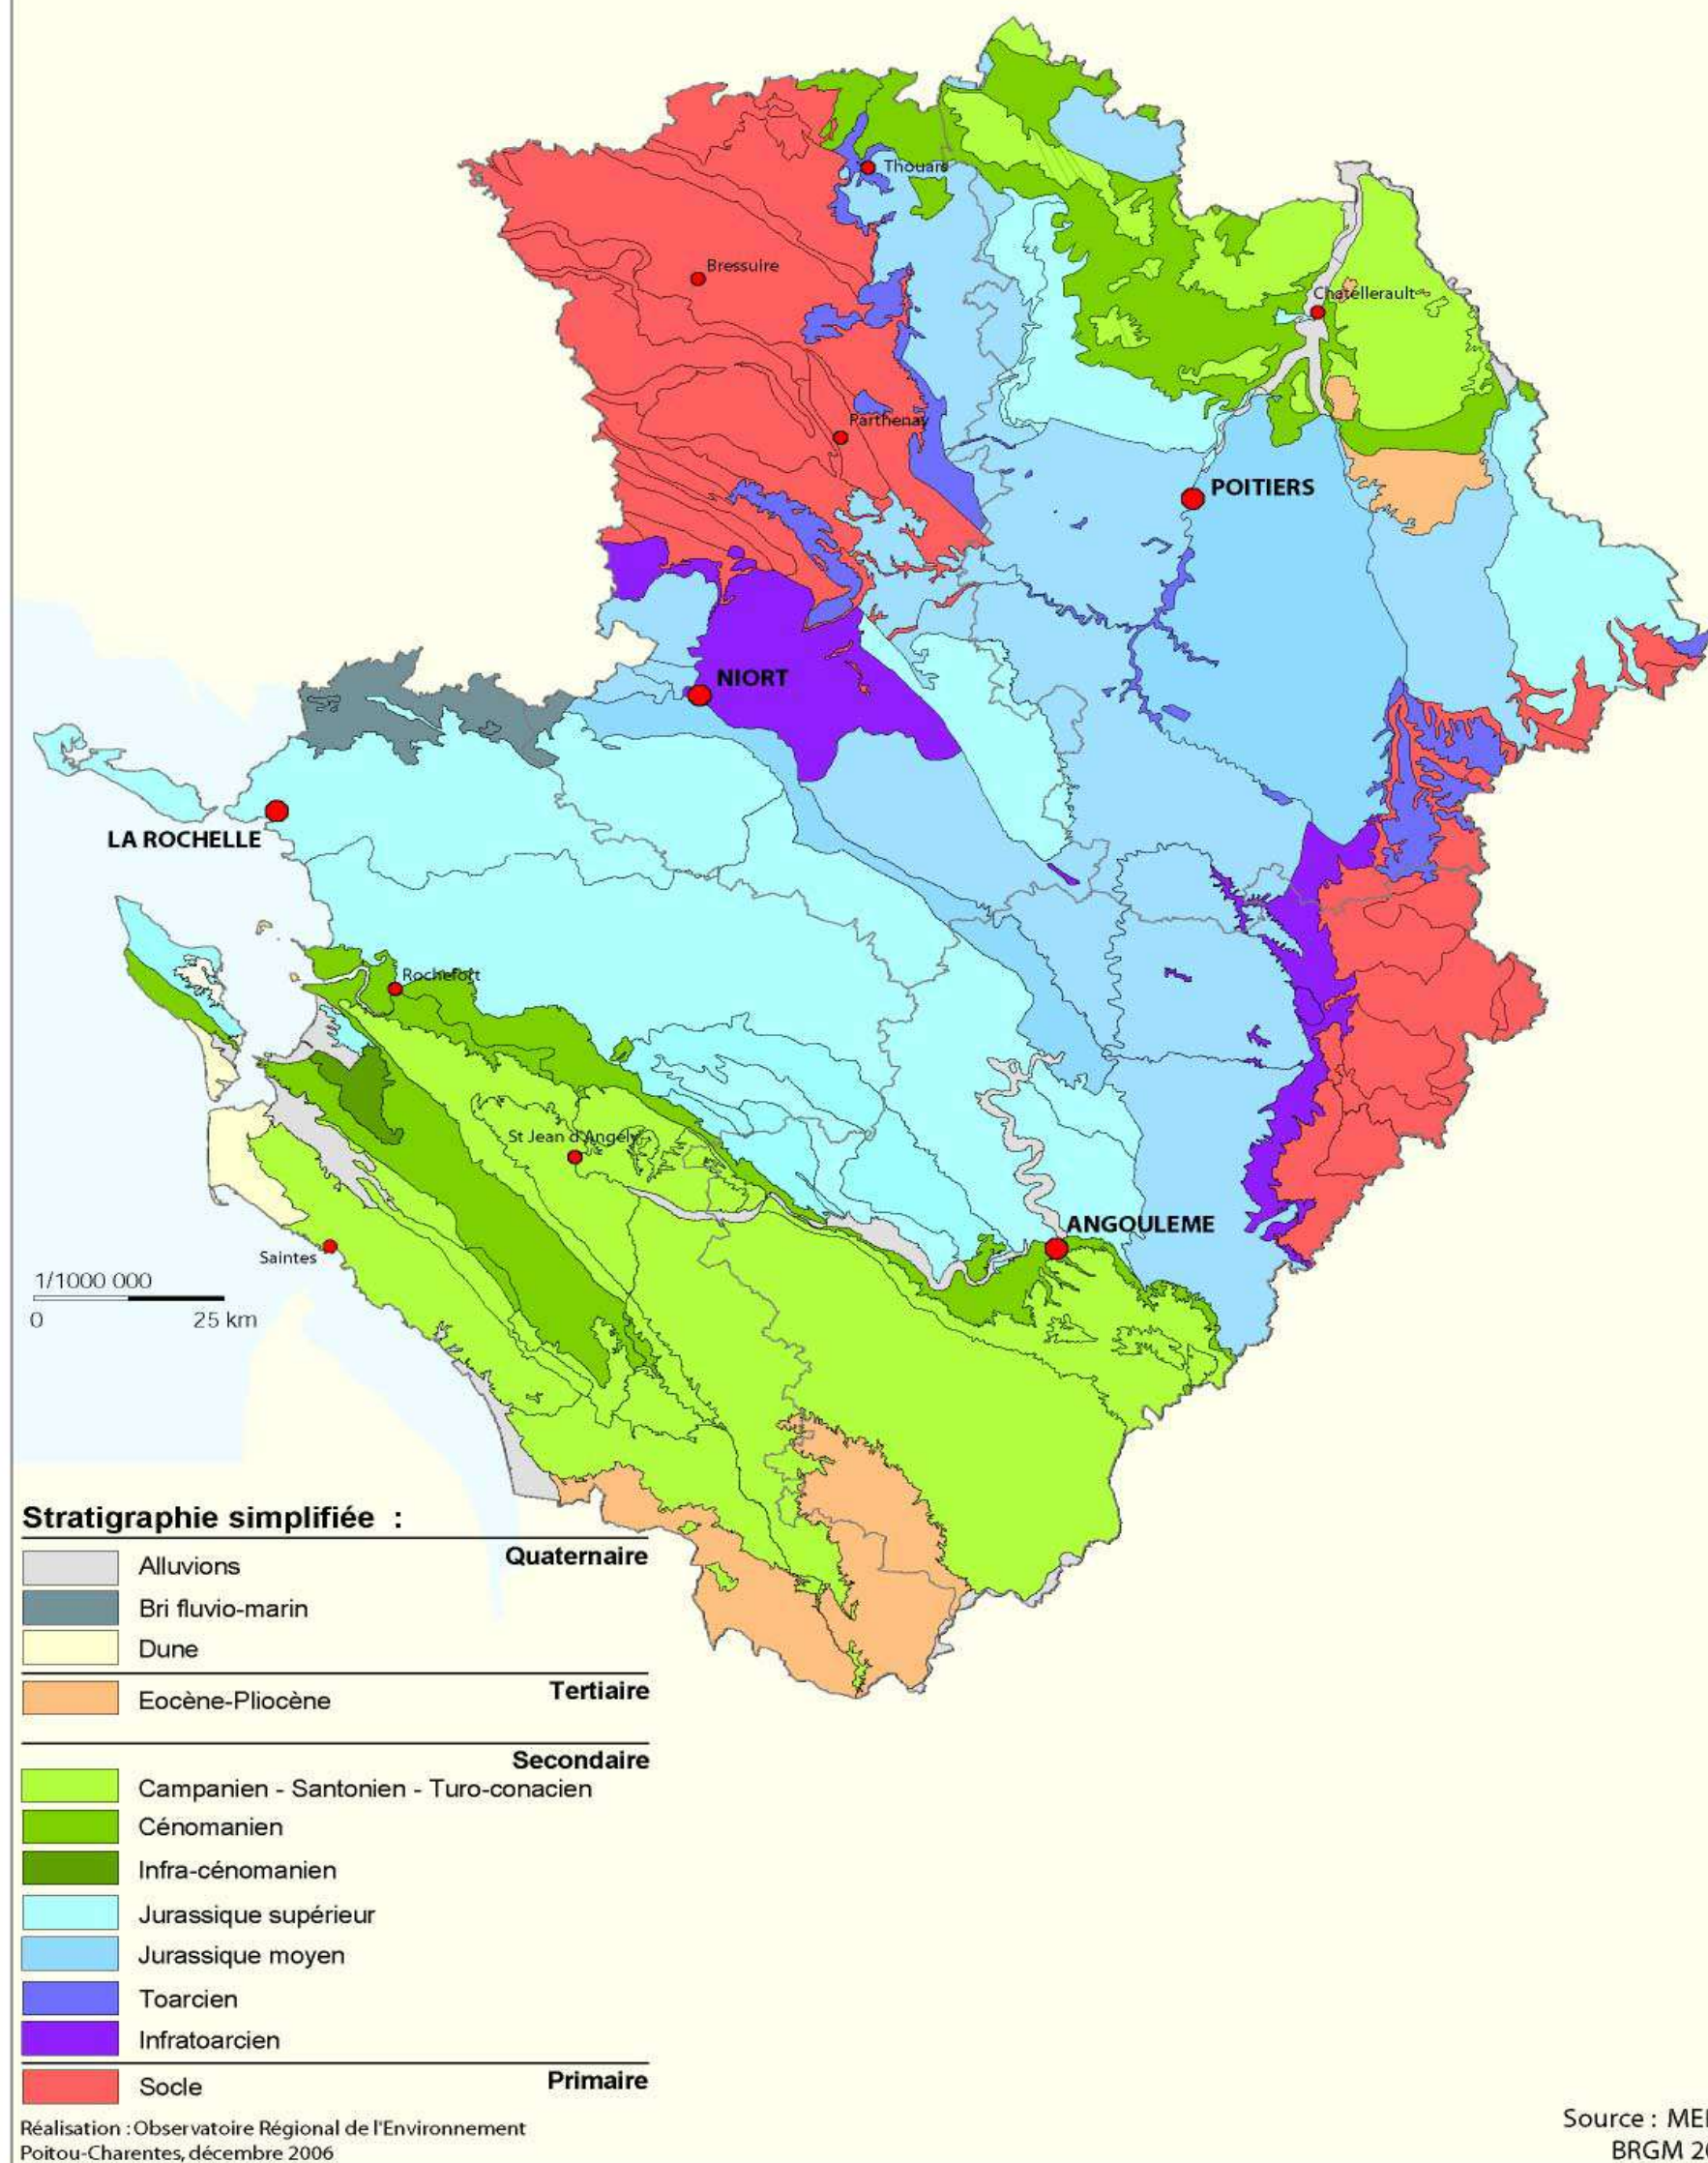 Thouars
Bressuire
Chatellerault
Parthenay
POITIERS
NIORT
LA ROCHELLE
Rochefort
St Jean d'Angely
ANGOULEME
Saintes
1/1000 000
0 25 km
Stratigraphie simplifiée :
Quaternaire
Alluvions
Bri fluvio-marin
Dune
Tertiaire
Eocène-Pliocène
Secondaire
Campanien - Santonien - Turo-conacien
Cénomanien
Infra-cénomanien
Jurassique supérieur
Jurassique moyen
Toarcien
Infratoarcien
Primaire
Socle
Réalisation : Observatoire Régional de l'Environnement
Poitou-Charentes, décembre 2006
Source :
BRGM